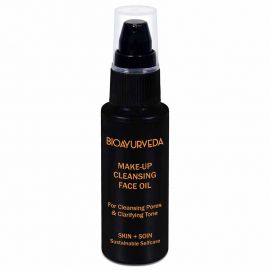 BIOAYURVEDA
MAKE-UP
CLEANSING
FACE OIL
For Cleansing Pores
& Clarifying Tone
SKIN + SOIN
Sustainable Selfcare